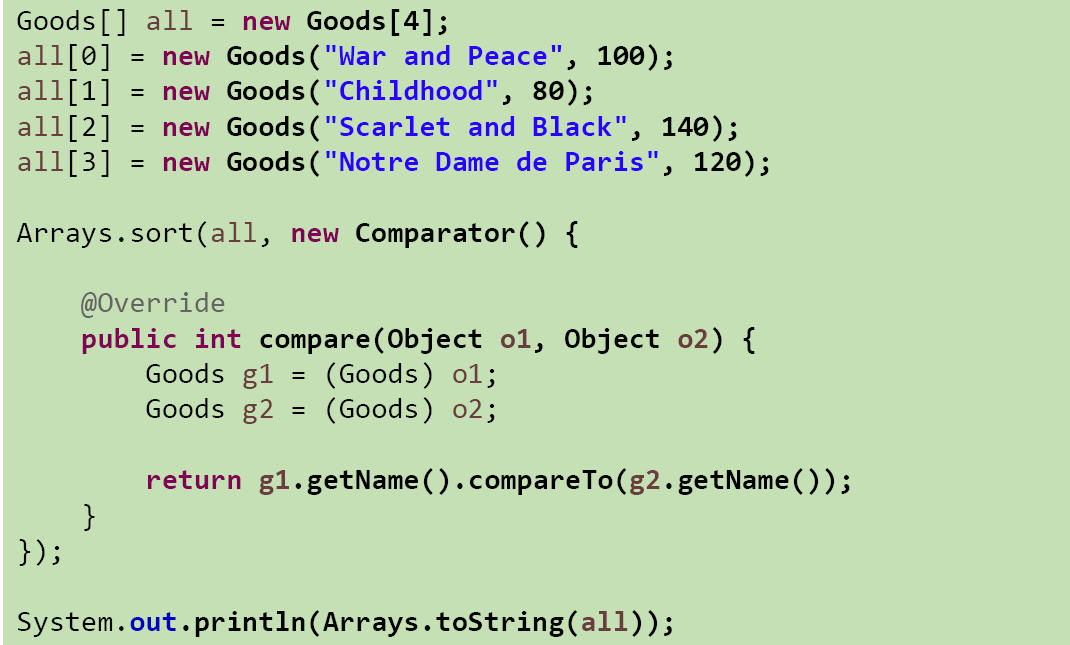 Goods[] all = new Goods[4];
all[0] = new Goods("War and Peace", 100);
all[1] = new Goods("Childhood", 80);
all[2] = new Goods("Scarlet and Black", 140);
all[3] = new Goods("Notre Dame de Paris", 120);

Arrays.sort(all, new Comparator() {

    @Override
    public int compare(Object o1, Object o2) {
        Goods g1 = (Goods) o1;
        Goods g2 = (Goods) o2;

        return g1.getName().compareTo(g2.getName());
    }
});

System.out.println(Arrays.toString(all));